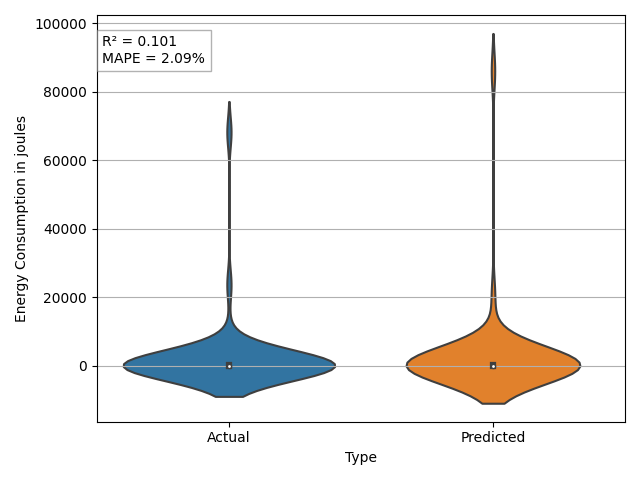 100000
80000
60000
40000
20000
0
Energy Consumption in joules
R² = 0.101
MAPE = 2.09%
Actual
Predicted
Type